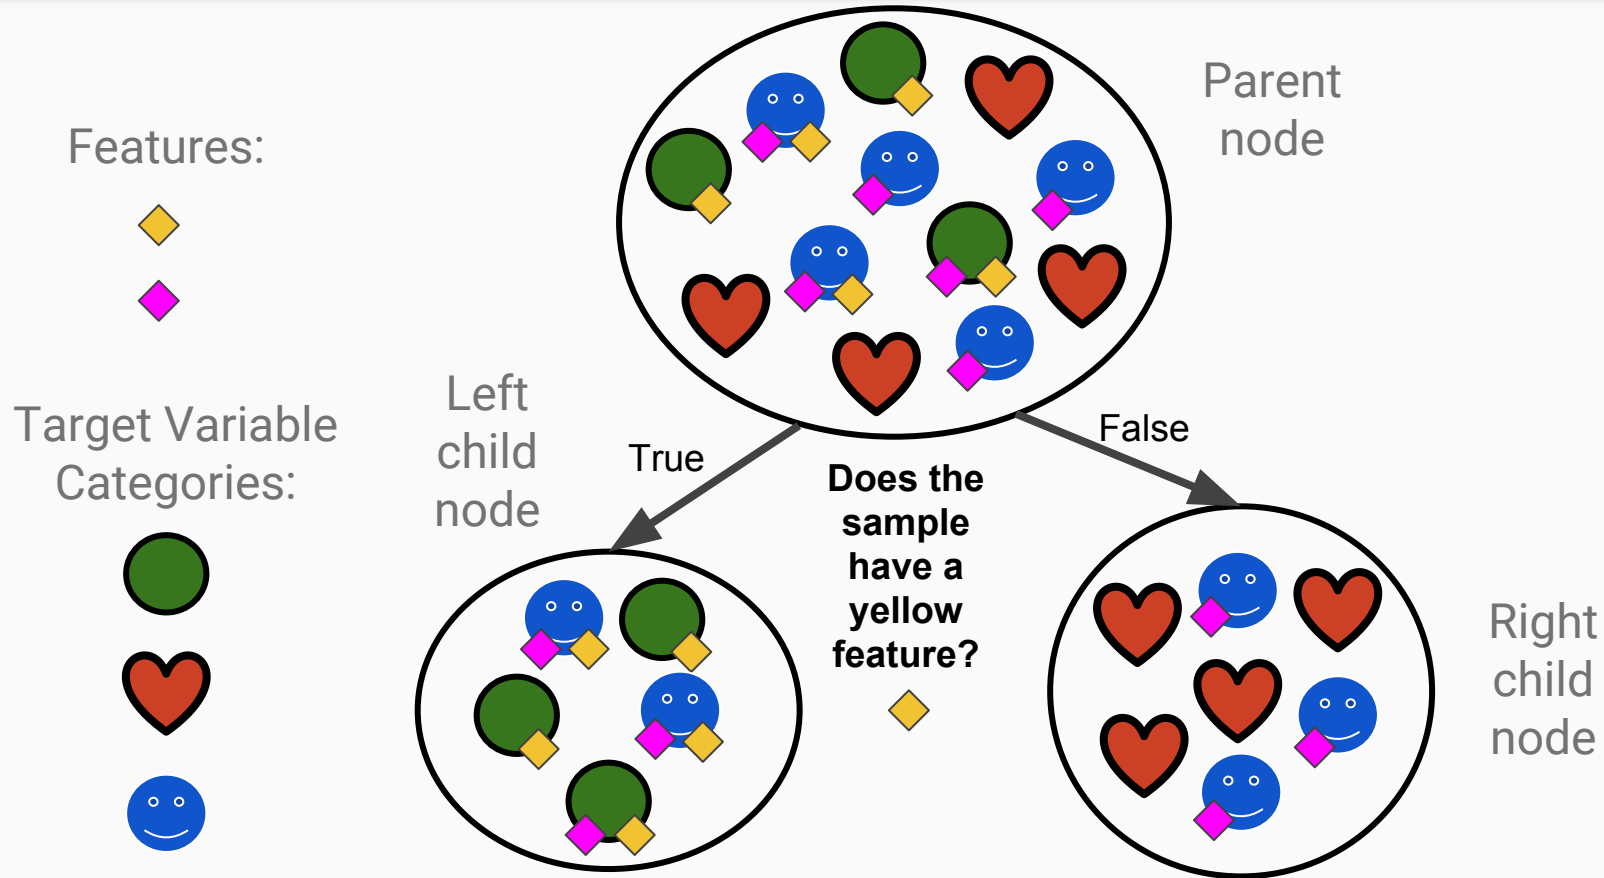 Features:
Target Variable
Categories:
Parent
node
Left
child
node
True
False
Does the
sample
have a
yellow
feature?
Right
child
node